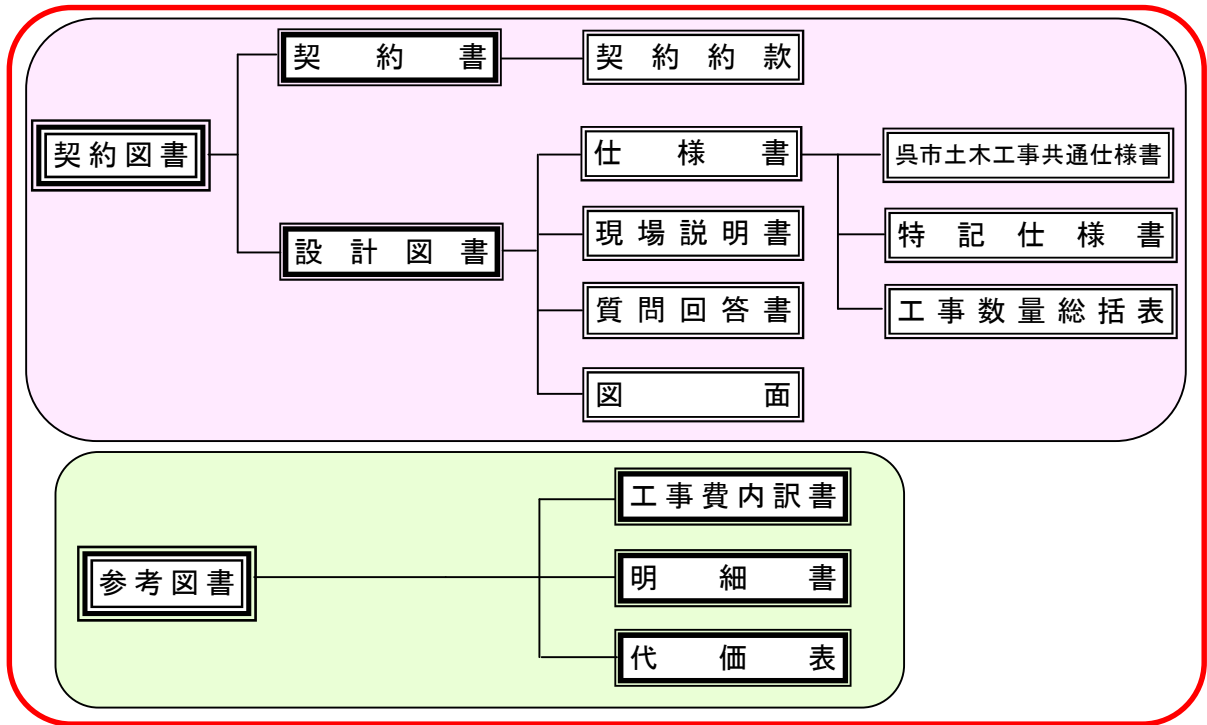 契約書
契約約款
契約図書
仕様書
呉市土木工事共通仕様書
設計図書
現場説明書
特記仕様書
質問回答書
工事数量総括表
図面
工事費内訳書
参考図書
明細書
代価表